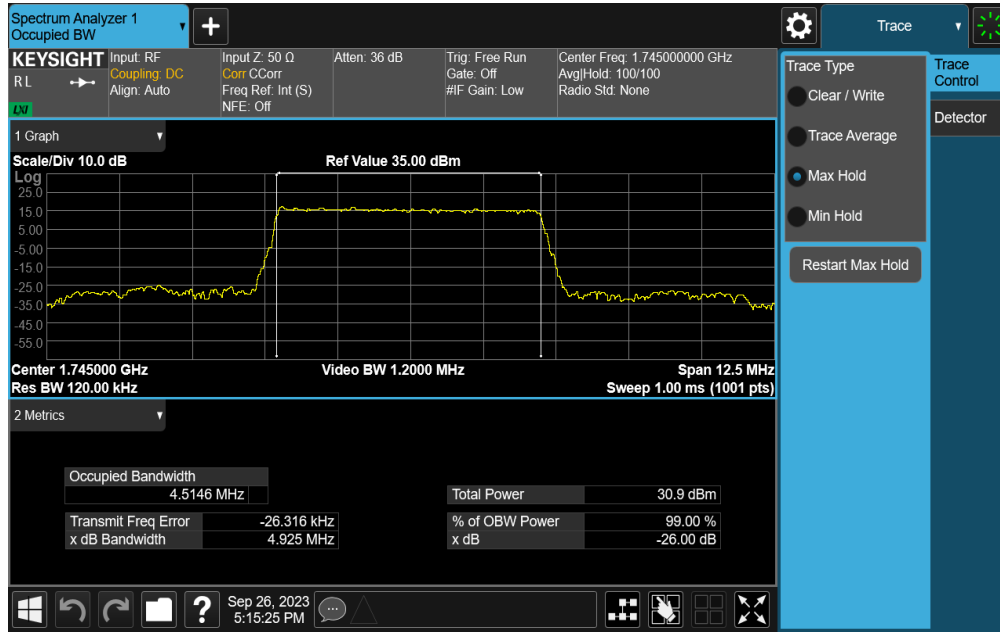 Spectrum Analyzer 1
Occupied BW
+
Trace
KEYSIGHT
R L
LXI
Input: RF
Coupling: DC
Align: Auto
Input Z: 50 Ω
Corr CCorr
Freq Ref: Int (S)
NFE: Off
Atten: 36 dB
Trig: Free Run
Gate: Off
#IF Gain: Low
Center Freq: 1.745000000 GHz
Avg|Hold: 100/100
Radio Std: None
Trace Type
Clear / Write
Trace Average
Max Hold
Min Hold
Restart Max Hold
Trace
Control
Detector
1 Graph
Scale/Div 10.0 dB
Ref Value 35.00 dBm
Log
25.0
15.0
5.00
-5.00
-15.0
-25.0
-35.0
-45.0
-55.0
Center 1.745000 GHz
Video BW 1.2000 MHz
Span 12.5 MHz
Res BW 120.00 kHz
Sweep 1.00 ms (1001 pts)
2 Metrics
Occupied Bandwidth
4.5146 MHz
Total Power 30.9 dBm
Transmit Freq Error -26.316 kHz
% of OBW Power 99.00 %
x dB Bandwidth 4.925 MHz
x dB -26.00 dB
?
Sep 26, 2023
5:15:25 PM